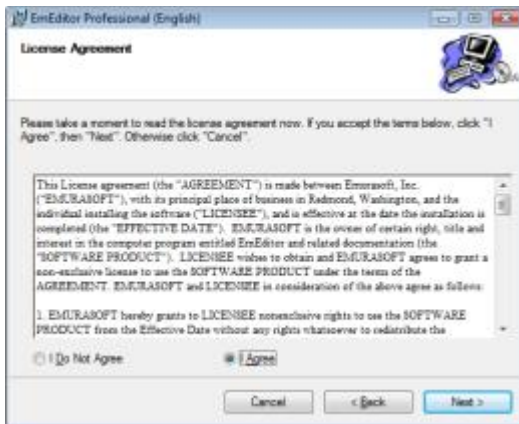 EmEditor Professional (English)
License Agreement
Please take a moment to read the license agreement now. If you accept the terms below, click "I
Agree", then "Next". Otherwise click "Cancel".
This License agreement (the "AGREEMENT") is made between Emurasoft, Inc.
("EMURASOFT"), with its principal place of business in Redmond, Washington, and the
individual installing the software ("LICENSEE"), and is effective at the date the installation is
completed (the "EFFECTIVE DATE"). EMURASOFT is the owner of certain right, title and
interest in the computer program entitled EmEditor and related documentation (the
"SOFTWARE PRODUCT"). LICENSEE wishes to obtain and EMURASOFT agrees to grant a
non-exclusive license to use the SOFTWARE PRODUCT under the terms of the
AGREEMENT. EMURASOFT and LICENSEE in consideration of the above agree as follows:
1. EMURASOFT hereby grants to LICENSEE nonexclusive rights to use the SOFTWARE
PRODUCT from the Effective Date without any rights whatsoever to redistribute the
I Do Not Agree
I Agree
Cancel
< Back
Next >